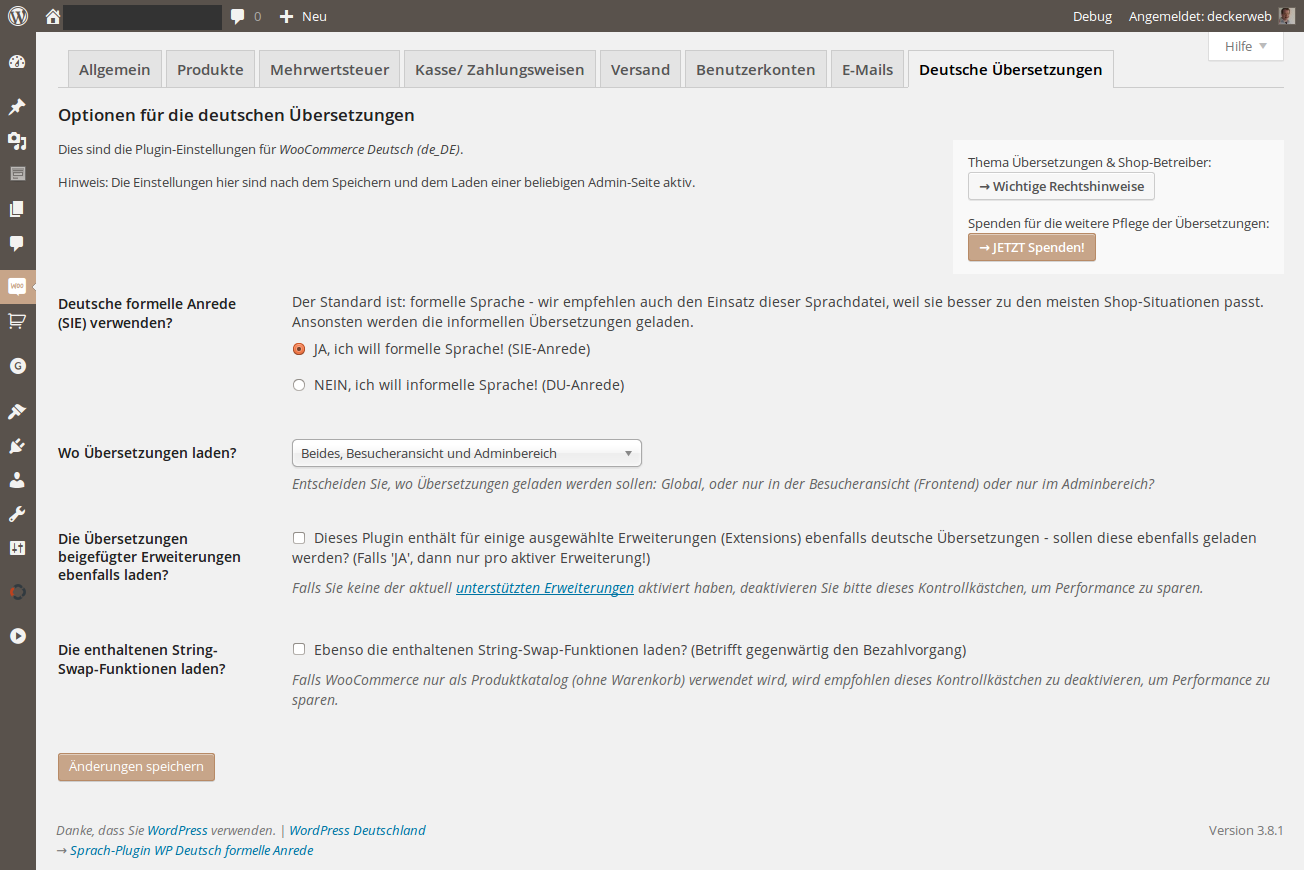 0 Neu Debug Angemeldet: deckerweb
Hilfe
Allgemein Produkte Mehrwertsteuer Kasse/ Zahlungsweisen Versand Benutzerkonten E-Mails Deutsche Übersetzungen
Optionen für die deutschen Übersetzungen
Dies sind die Plugin-Einstellungen für WooCommerce Deutsch (de_DE).
Hinweis: Die Einstellungen hier sind nach dem Speichern und dem Laden einer beliebigen Admin-Seite aktiv.
Thema Übersetzungen & Shop-Betreiber:
→ Wichtige Rechtshinweise
Spenden für die weitere Pflege der Übersetzungen:
→ JETZT Spenden!
WOO
G
Deutsche formelle Anrede
(SIE) verwenden?
Der Standard ist: formelle Sprache - wir empfehlen auch den Einsatz dieser Sprachdatei, weil sie besser zu den meisten Shop-Situationen passt.
Ansonsten werden die informellen Übersetzungen geladen.
JA, ich will formelle Sprache! (SIE-Anrede)
NEIN, ich will informelle Sprache! (DU-Anrede)
Wo Übersetzungen laden?
Beides, Besucheransicht und Adminbereich
Entscheiden Sie, wo Übersetzungen geladen werden sollen: Global, oder nur in der Besucheransicht (Frontend) oder nur im Adminbereich?
Die Übersetzungen
beigefügter Erweiterungen
ebenfalls laden?
Dieses Plugin enthält für einige ausgewählte Erweiterungen (Extensions) ebenfalls deutsche Übersetzungen - sollen diese ebenfalls geladen
werden? (Falls 'JA', dann nur pro aktiver Erweiterung!)
Falls Sie keine der aktuell unterstützten Erweiterungen aktiviert haben, deaktivieren Sie bitte dieses Kontrollkästchen, um Performance zu sparen.
Die enthaltenen String-
Swap-Funktionen laden?
Ebenso die enthaltenen String-Swap-Funktionen laden? (Betrifft gegenwärtig den Bezahlvorgang)
Falls WooCommerce nur als Produktkatalog (ohne Warenkorb) verwendet wird, wird empfohlen dieses Kontrollkästchen zu deaktivieren, um Performance zu
sparen.
Änderungen speichern
Danke, dass Sie WordPress verwenden. | WordPress Deutschland
Version 3.8.1
→ Sprach-Plugin WP Deutsch formelle Anrede